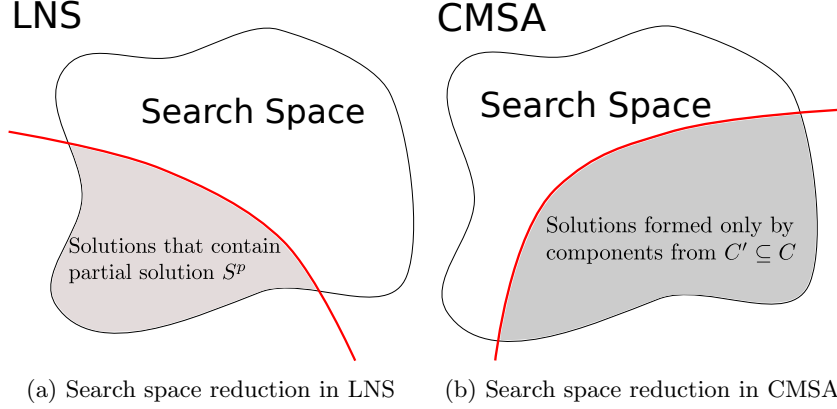 LNS
Search Space
Solutions that contain
partial solution Sᵖ
(a) Search space reduction in LNS
CMSA
Search Space
Solutions formed only by
components from C′ ⊆ C
(b) Search space reduction in CMSA